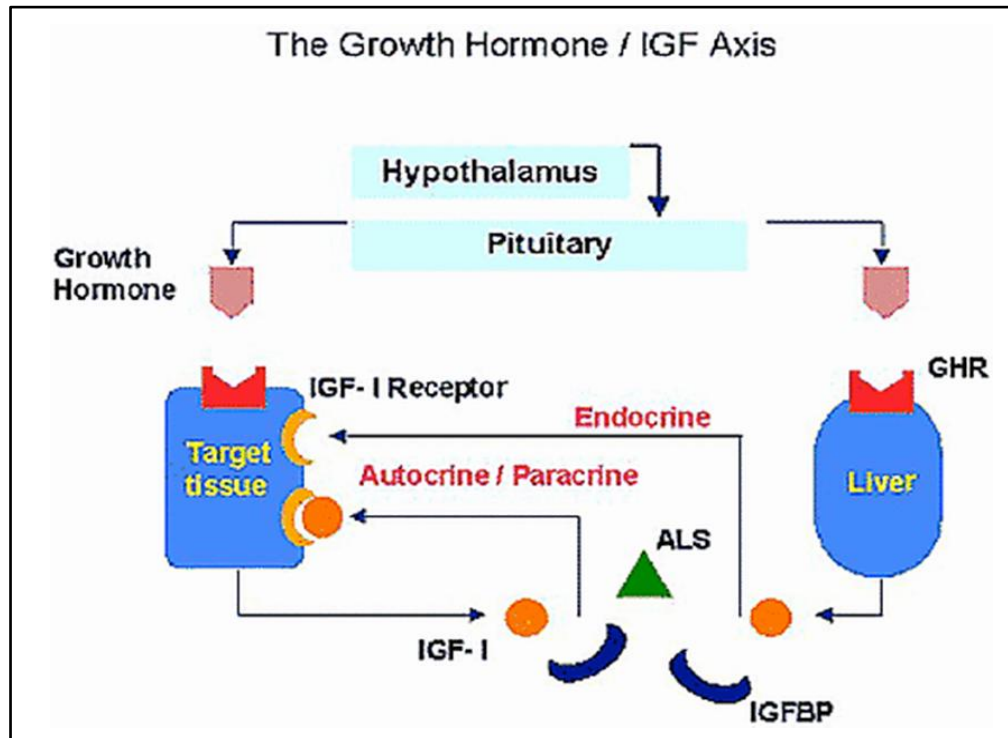 The Growth Hormone / IGF Axis
Hypothalamus
Pituitary
Growth
Hormone
GHR
IGF- I Receptor
Endocrine
Target
tissue
Autocrine / Paracrine
Liver
ALS
IGF- I
IGFBP